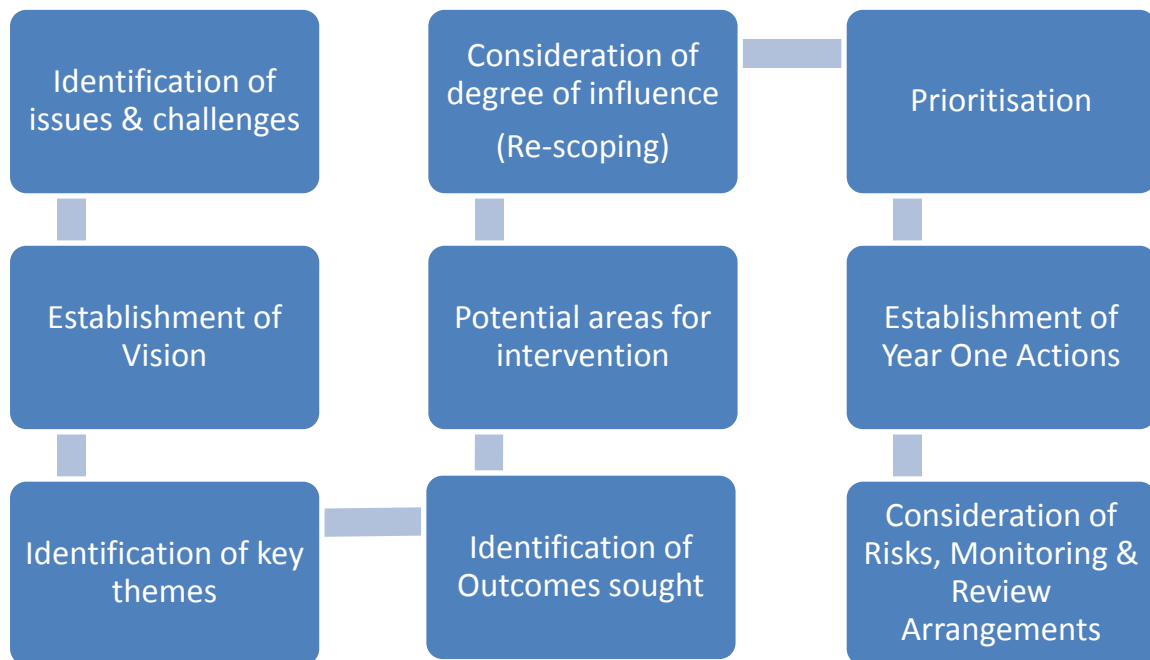 Identification of
issues & challenges
Establishment of
Vision
Identification of key
themes
Identification of
Outcomes sought
Potential areas for
intervention
Consideration of
degree of influence
(Re-scoping)
Prioritisation
Establishment of
Year One Actions
Consideration of
Risks, Monitoring &
Review
Arrangements